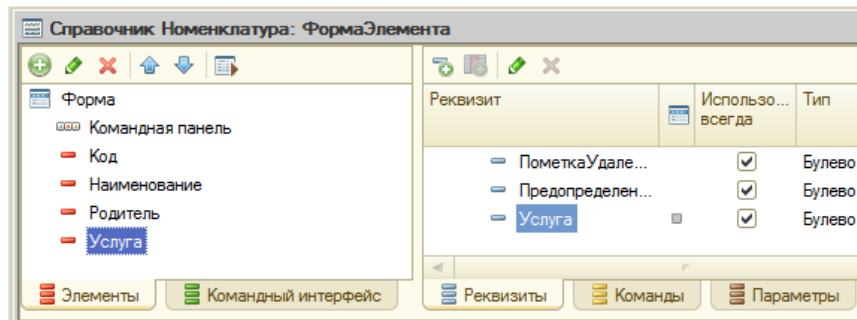 Справочник Номенклатура: ФормаЭлемента
Форма
Командная панель
Код
Наименование
Родитель
Услуга
Элементы
Командный интерфейс
Реквизит
Использо... всегда
Тип
ПометкаУдале...
Булево
Предопределен...
Булево
Услуга
Булево
Реквизиты
Команды
Параметры